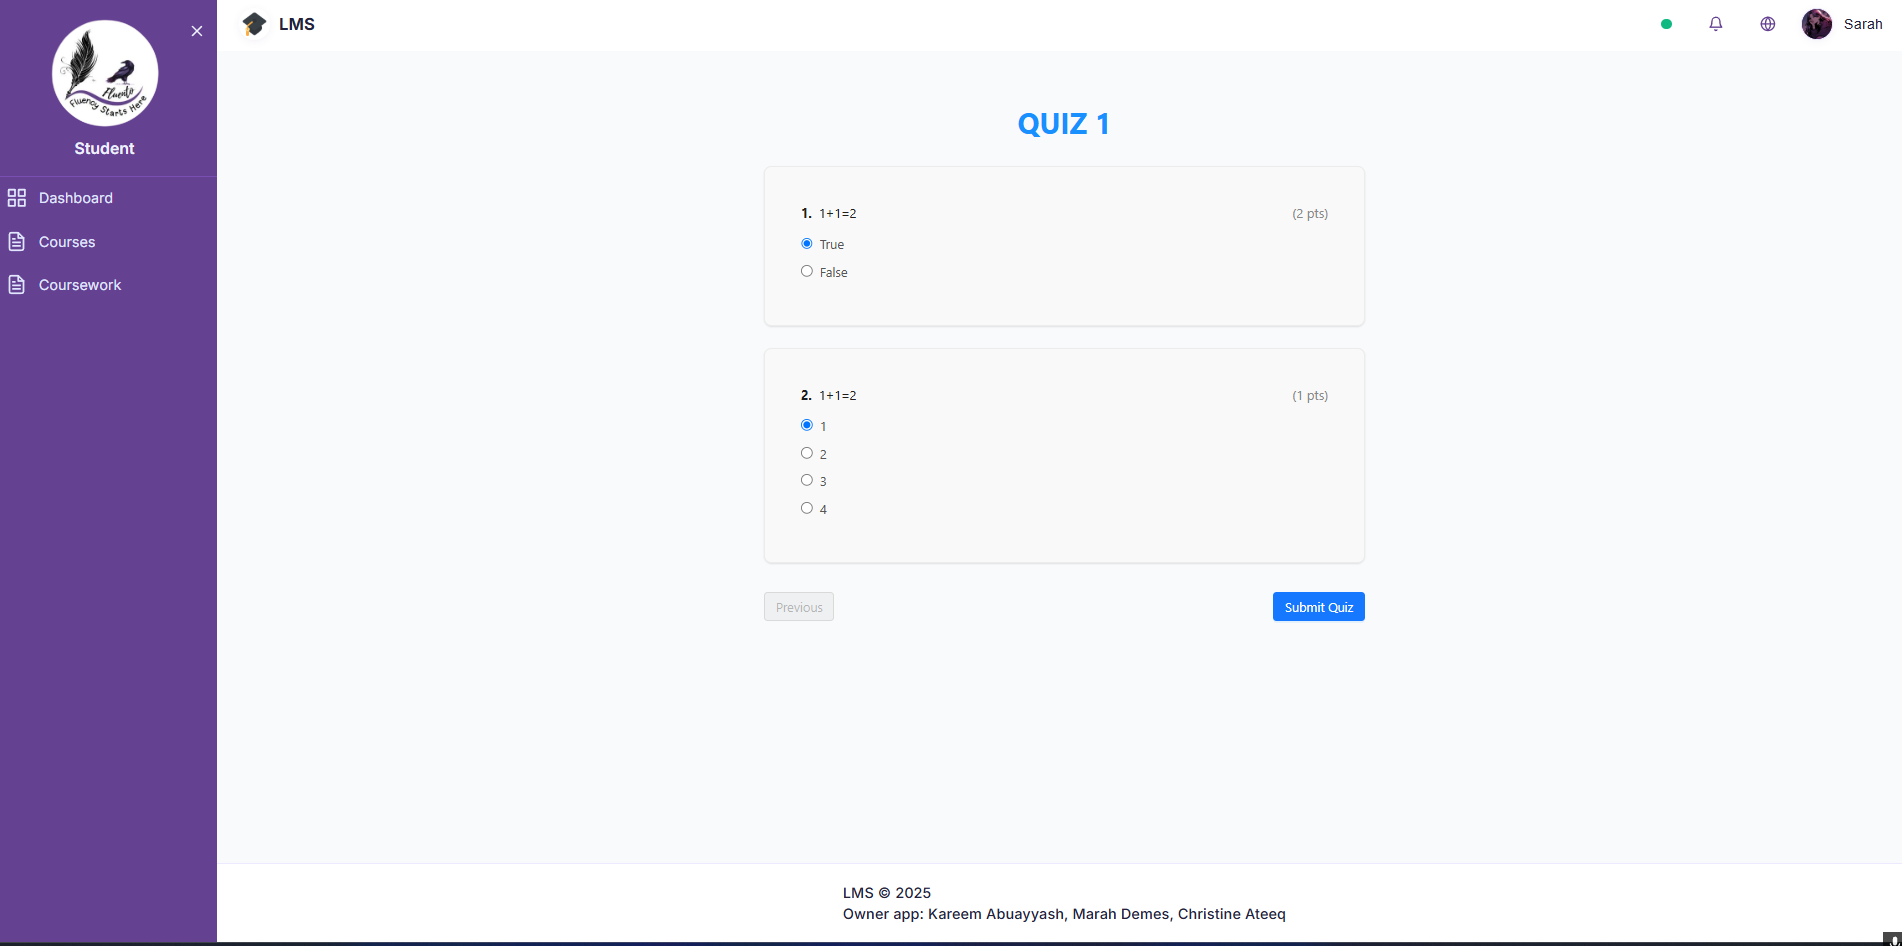 Fluento
Fluency Starts Here
Student
Dashboard
Courses
Coursework
LMS
Sarah
QUIZ 1
1. 1+1=2 (2 pts)
True
False
2. 1+1=2 (1 pts)
1
2
3
4
Previous
Submit Quiz
LMS © 2025
Owner app: Kareem Abuayyash, Marah Demes, Christine Ateeq